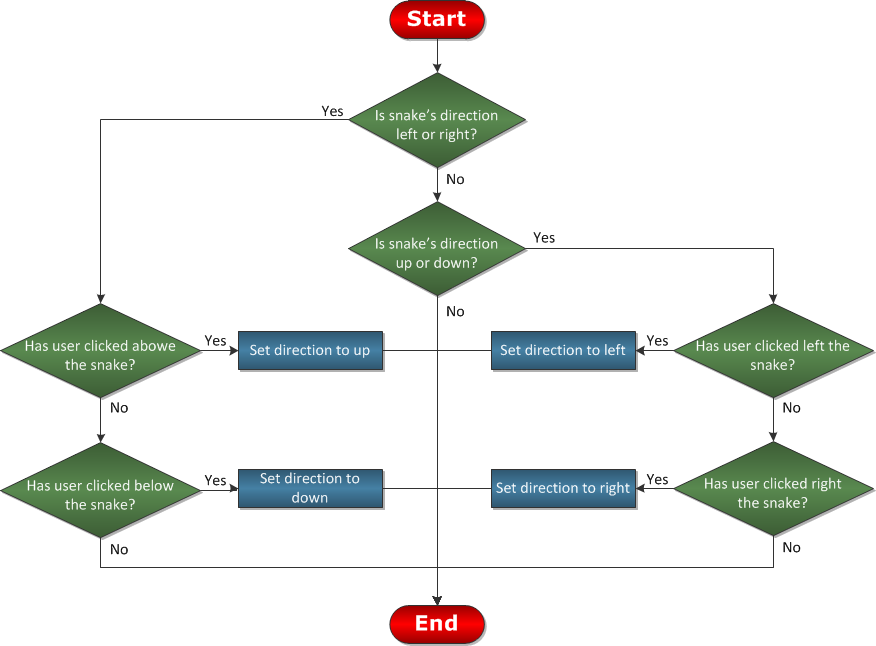 Start
Is snake's direction
left or right?
Yes
No
Is snake's direction
up or down?
Yes
No
Has user clicked abowe
the snake?
Yes
Set direction to up
Set direction to left
Yes
Has user clicked left the
snake?
No
No
Has user clicked below
the snake?
Yes
Set direction to
down
Set direction to right
Yes
Has user clicked right
the snake?
No
No
End